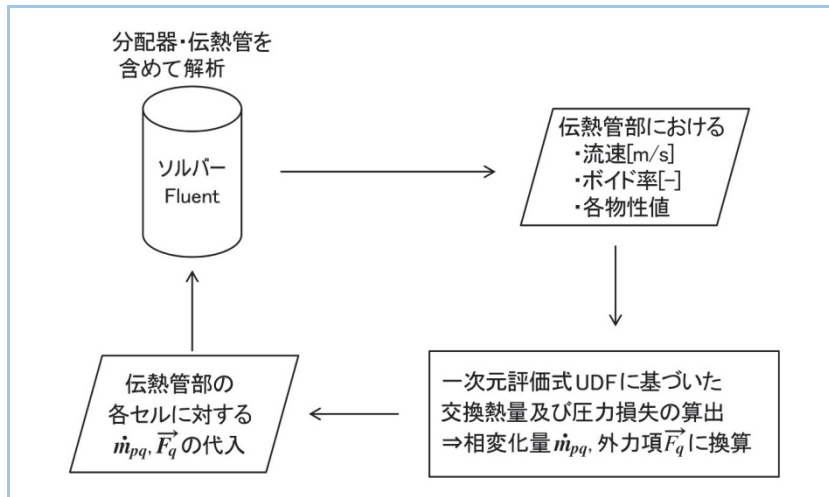 分配器・伝熱管を
含めて解析
ソルバー
Fluent
伝熱管部における
・流速[m/s]
・ボイド率[−]
・各物性値
一次元評価式UDFに基づいた
交換熱量及び圧力損失の算出
⇒相変化量ṁpq, 外力項F⃗qに換算
伝熱管部の
各セルに対する
ṁpq, F⃗qの代入